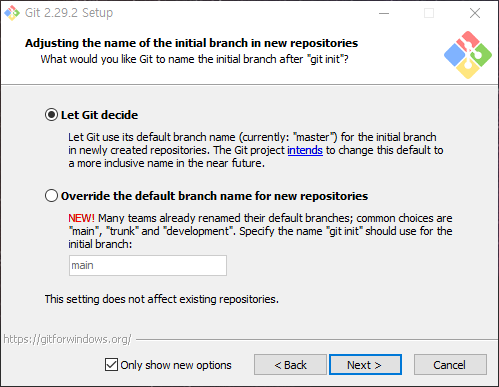 Git 2.29.2 Setup
Adjusting the name of the initial branch in new repositories
What would you like Git to name the initial branch after "git init"?
Let Git decide
Let Git use its default branch name (currently: "master") for the initial branch
in newly created repositories. The Git project intends to change this default to
a more inclusive name in the near future.
Override the default branch name for new repositories
NEW! Many teams already renamed their default branches; common choices are
"main", "trunk" and "development". Specify the name "git init" should use for the
initial branch:
main
This setting does not affect existing repositories.
https://gitforwindows.org/
Only show new options
< Back
Next >
Cancel